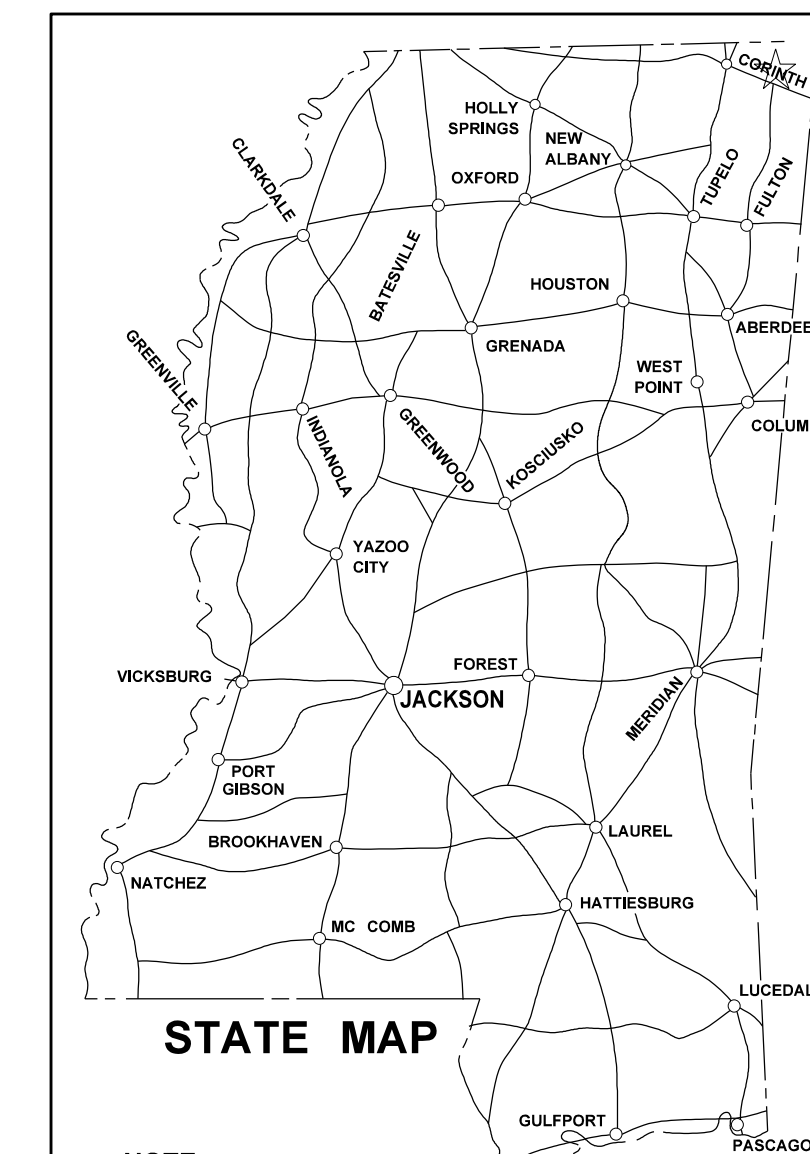 CORINTH
HOLLY
SPRINGS
NEW
ALBANY
CLARKDALE
OXFORD
TUPELO
FULTON
BATESVILLE
HOUSTON
ABERDEE
GREENVILLE
GRENADA
WEST
POINT
COLUM
INDIANOLA
GREENWOOD
KOSCIUSKO
YAZOO
CITY
VICKSBURG
FOREST
JACKSON
MERIDIAN
PORT
GIBSON
BROOKHAVEN
LAUREL
NATCHEZ
HATTIESBURG
MC COMB
LUCEDAL
STATE MAP
GULFPORT
PASCAGO
NOTE